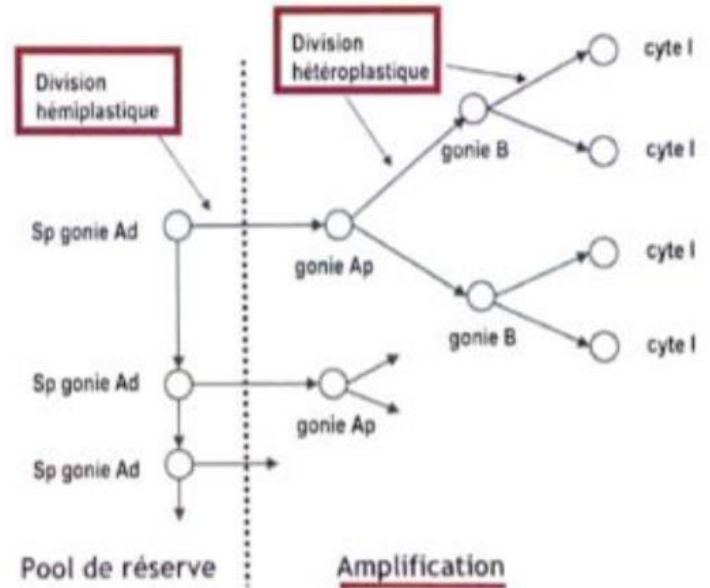 Division
hémiplastique
Division
hétéroplastique
cyte I
gonie B
cyte I
Sp gonie Ad
gonie Ap
cyte I
gonie B
cyte I
Sp gonie Ad
gonie Ap
Sp gonie Ad
Pool de réserve
Amplification